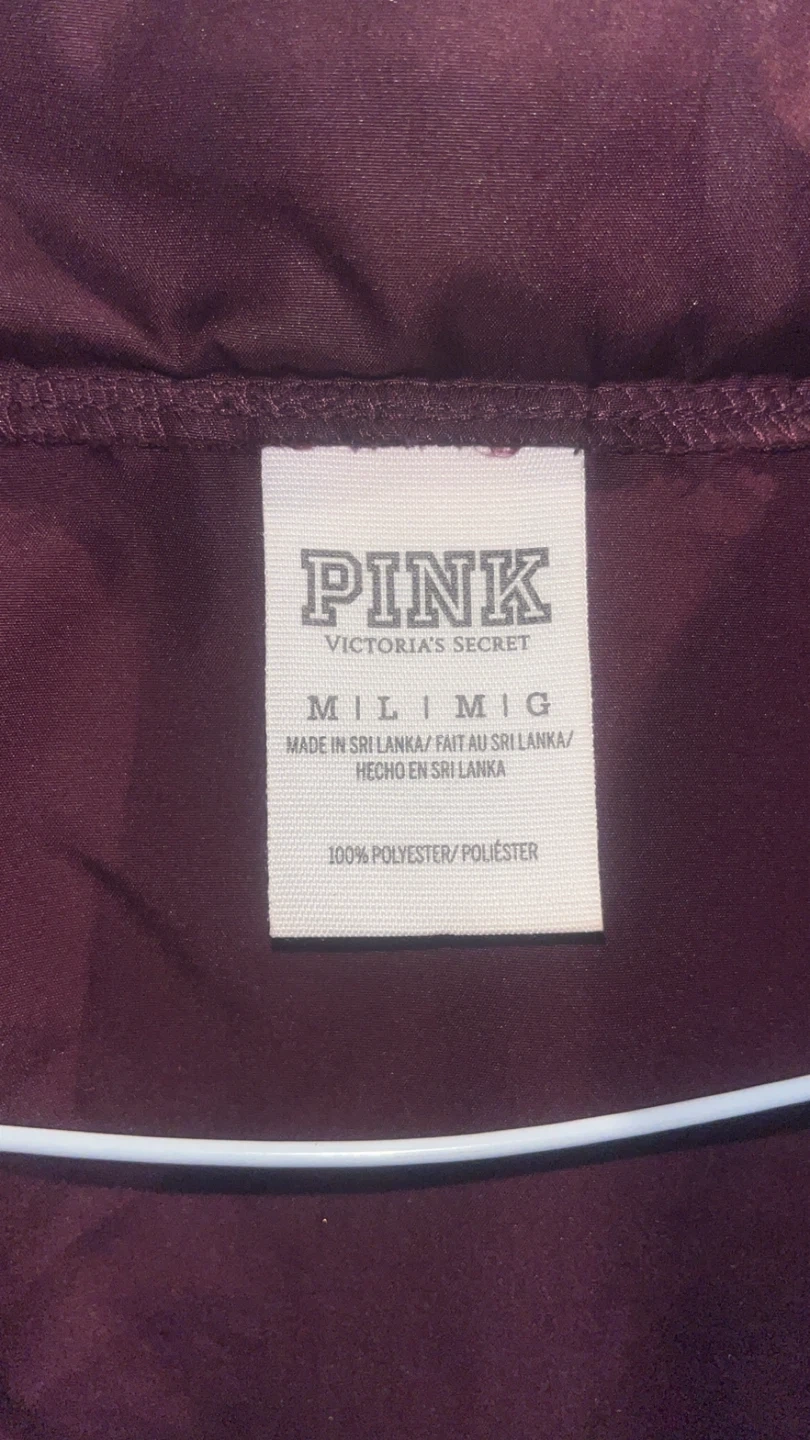 PINK
VICTORIA'S SECRET
M | L | M | G
MADE IN SRI LANKA/ FAIT AU SRI LANKA/
HECHO EN SRI LANKA
100% POLYESTER/ POLIÉSTER